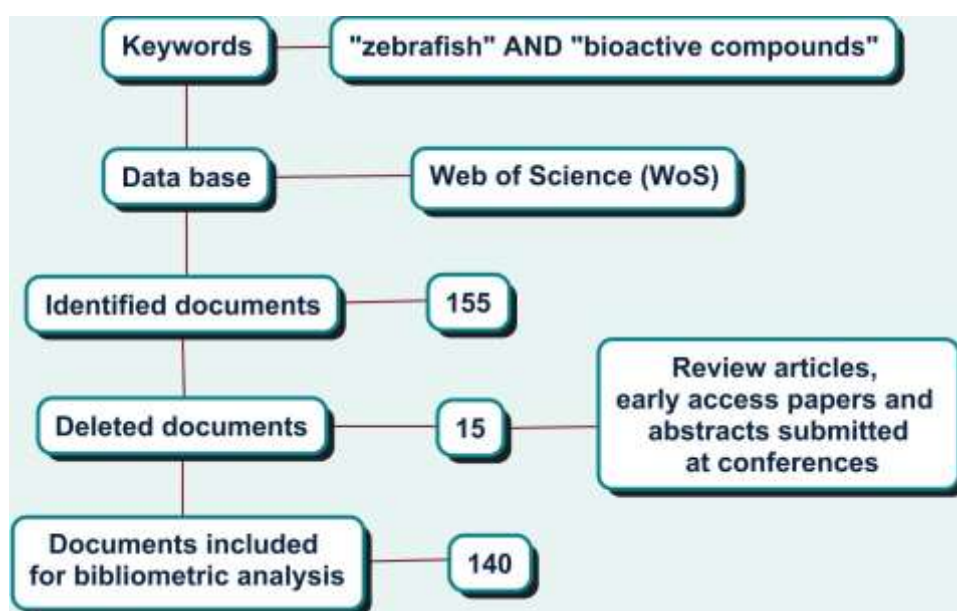 Keywords
"zebrafish" AND "bioactive compounds"
Data base
Web of Science (WoS)
Identified documents
155
Deleted documents
15
Review articles,
early access papers and
abstracts submitted
at conferences
Documents included
for bibliometric analysis
140